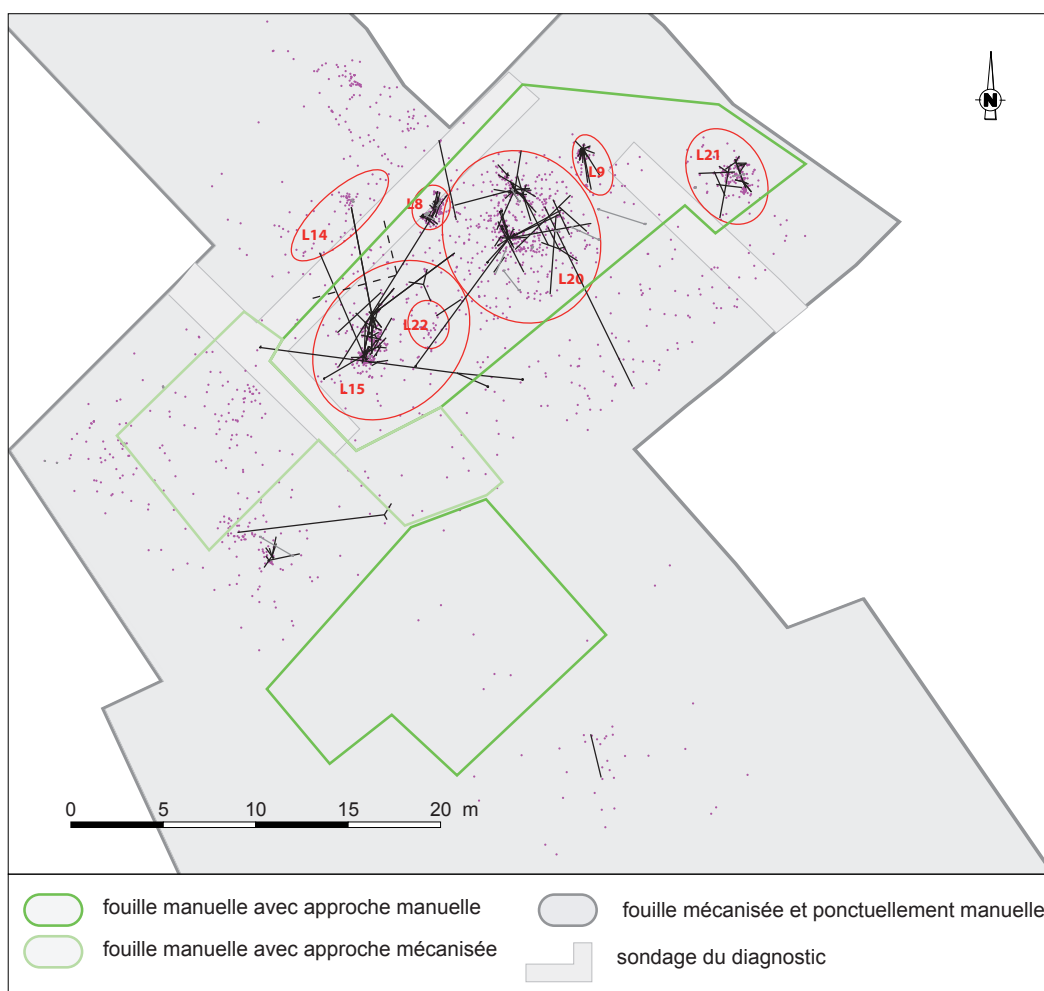 N
L21
L9
L8
L14
L20
L22
L15
0 5 10 15 20 m
fouille manuelle avec approche manuelle
fouille mécanisée et ponctuellement manuelle
fouille manuelle avec approche mécanisée
sondage du diagnostic